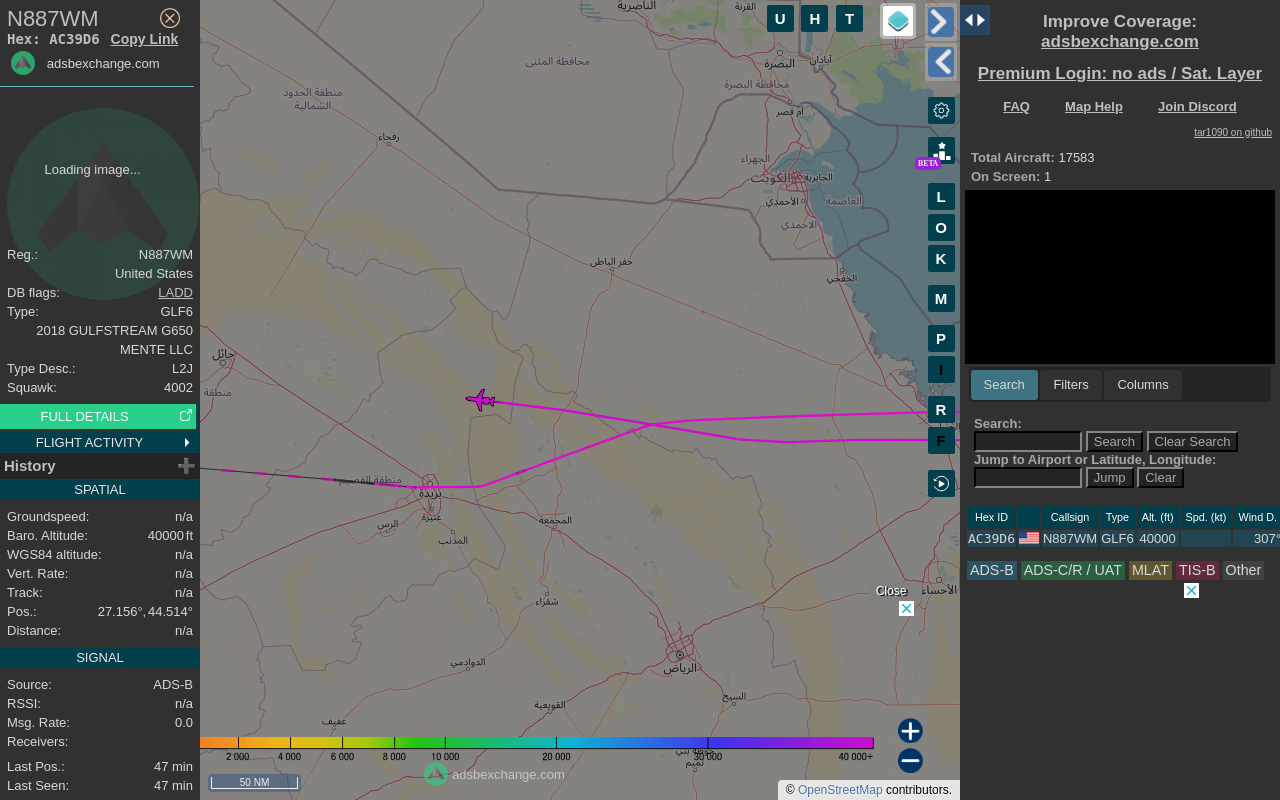 N887WM
Hex: AC39D6 Copy Link
adsbexchange.com
Loading image...
Reg.: N887WM
United States
DB flags: LADD
Type: GLF6
2018 GULFSTREAM G650
MENTE LLC
Type Desc.: L2J
Squawk: 4002
FULL DETAILS
FLIGHT ACTIVITY
History
SPATIAL
Groundspeed: n/a
Baro. Altitude: 40000 ft
WGS84 altitude: n/a
Vert. Rate: n/a
Track: n/a
Pos.: 27.156°, 44.514°
Distance: n/a
SIGNAL
Source: ADS-B
RSSI: n/a
Msg. Rate: 0.0
Receivers:
Last Pos.: 47 min
Last Seen: 47 min
الناصرية
القرنة
U H T
محافظة المثنى
البصرة
آبادان
محافظة البصرة
منطقة الحدود
الشمالية
أم قصر
رفحاء
BETA
الجهراء
الكويت
الجابرية
الأحمدي
العاصمة
الاحمدي
L
O
K
M
P
I
R
F
حفر الباطن
الخفجي
حائل
منطقة
بريدة
عنيزة
الرس
المذنب
المجمعة
شقراء
الأحساء
Close
الدوادمي
الرياض
السيح
القويعية
عفيف
تميم
2 000 4 000 6 000 8 000 10 000 20 000 30 000 40 000+
adsbexchange.com
50 NM
© OpenStreetMap contributors.
Improve Coverage:
adsbexchange.com
Premium Login: no ads / Sat. Layer
FAQ Map Help Join Discord
tar1090 on github
Total Aircraft: 17583
On Screen: 1
Search Filters Columns
Search:
Search Clear Search
Jump to Airport or Latitude, Longitude:
Jump Clear
Hex ID Callsign Type Alt. (ft) Spd. (kt) Wind D.
AC39D6 N887WM GLF6 40000 307°
ADS-B ADS-C/R / UAT MLAT TIS-B Other